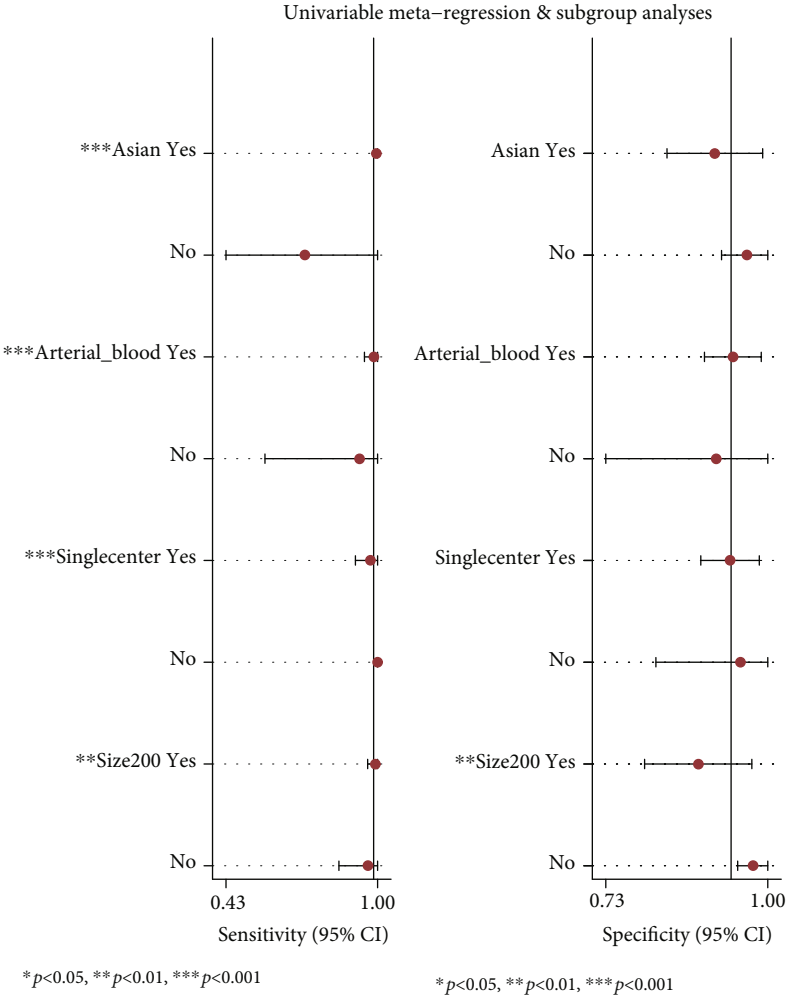 Univariable meta−regression & subgroup analyses
***Asian Yes
No
***Arterial_blood Yes
No
***Singlecenter Yes
No
**Size200 Yes
No
0.43 1.00
Sensitivity (95% CI)
*p<0.05, **p<0.01, ***p<0.001
Asian Yes
No
Arterial_blood Yes
No
Singlecenter Yes
No
**Size200 Yes
No
0.73 1.00
Specificity (95% CI)
*p<0.05, **p<0.01, ***p<0.001